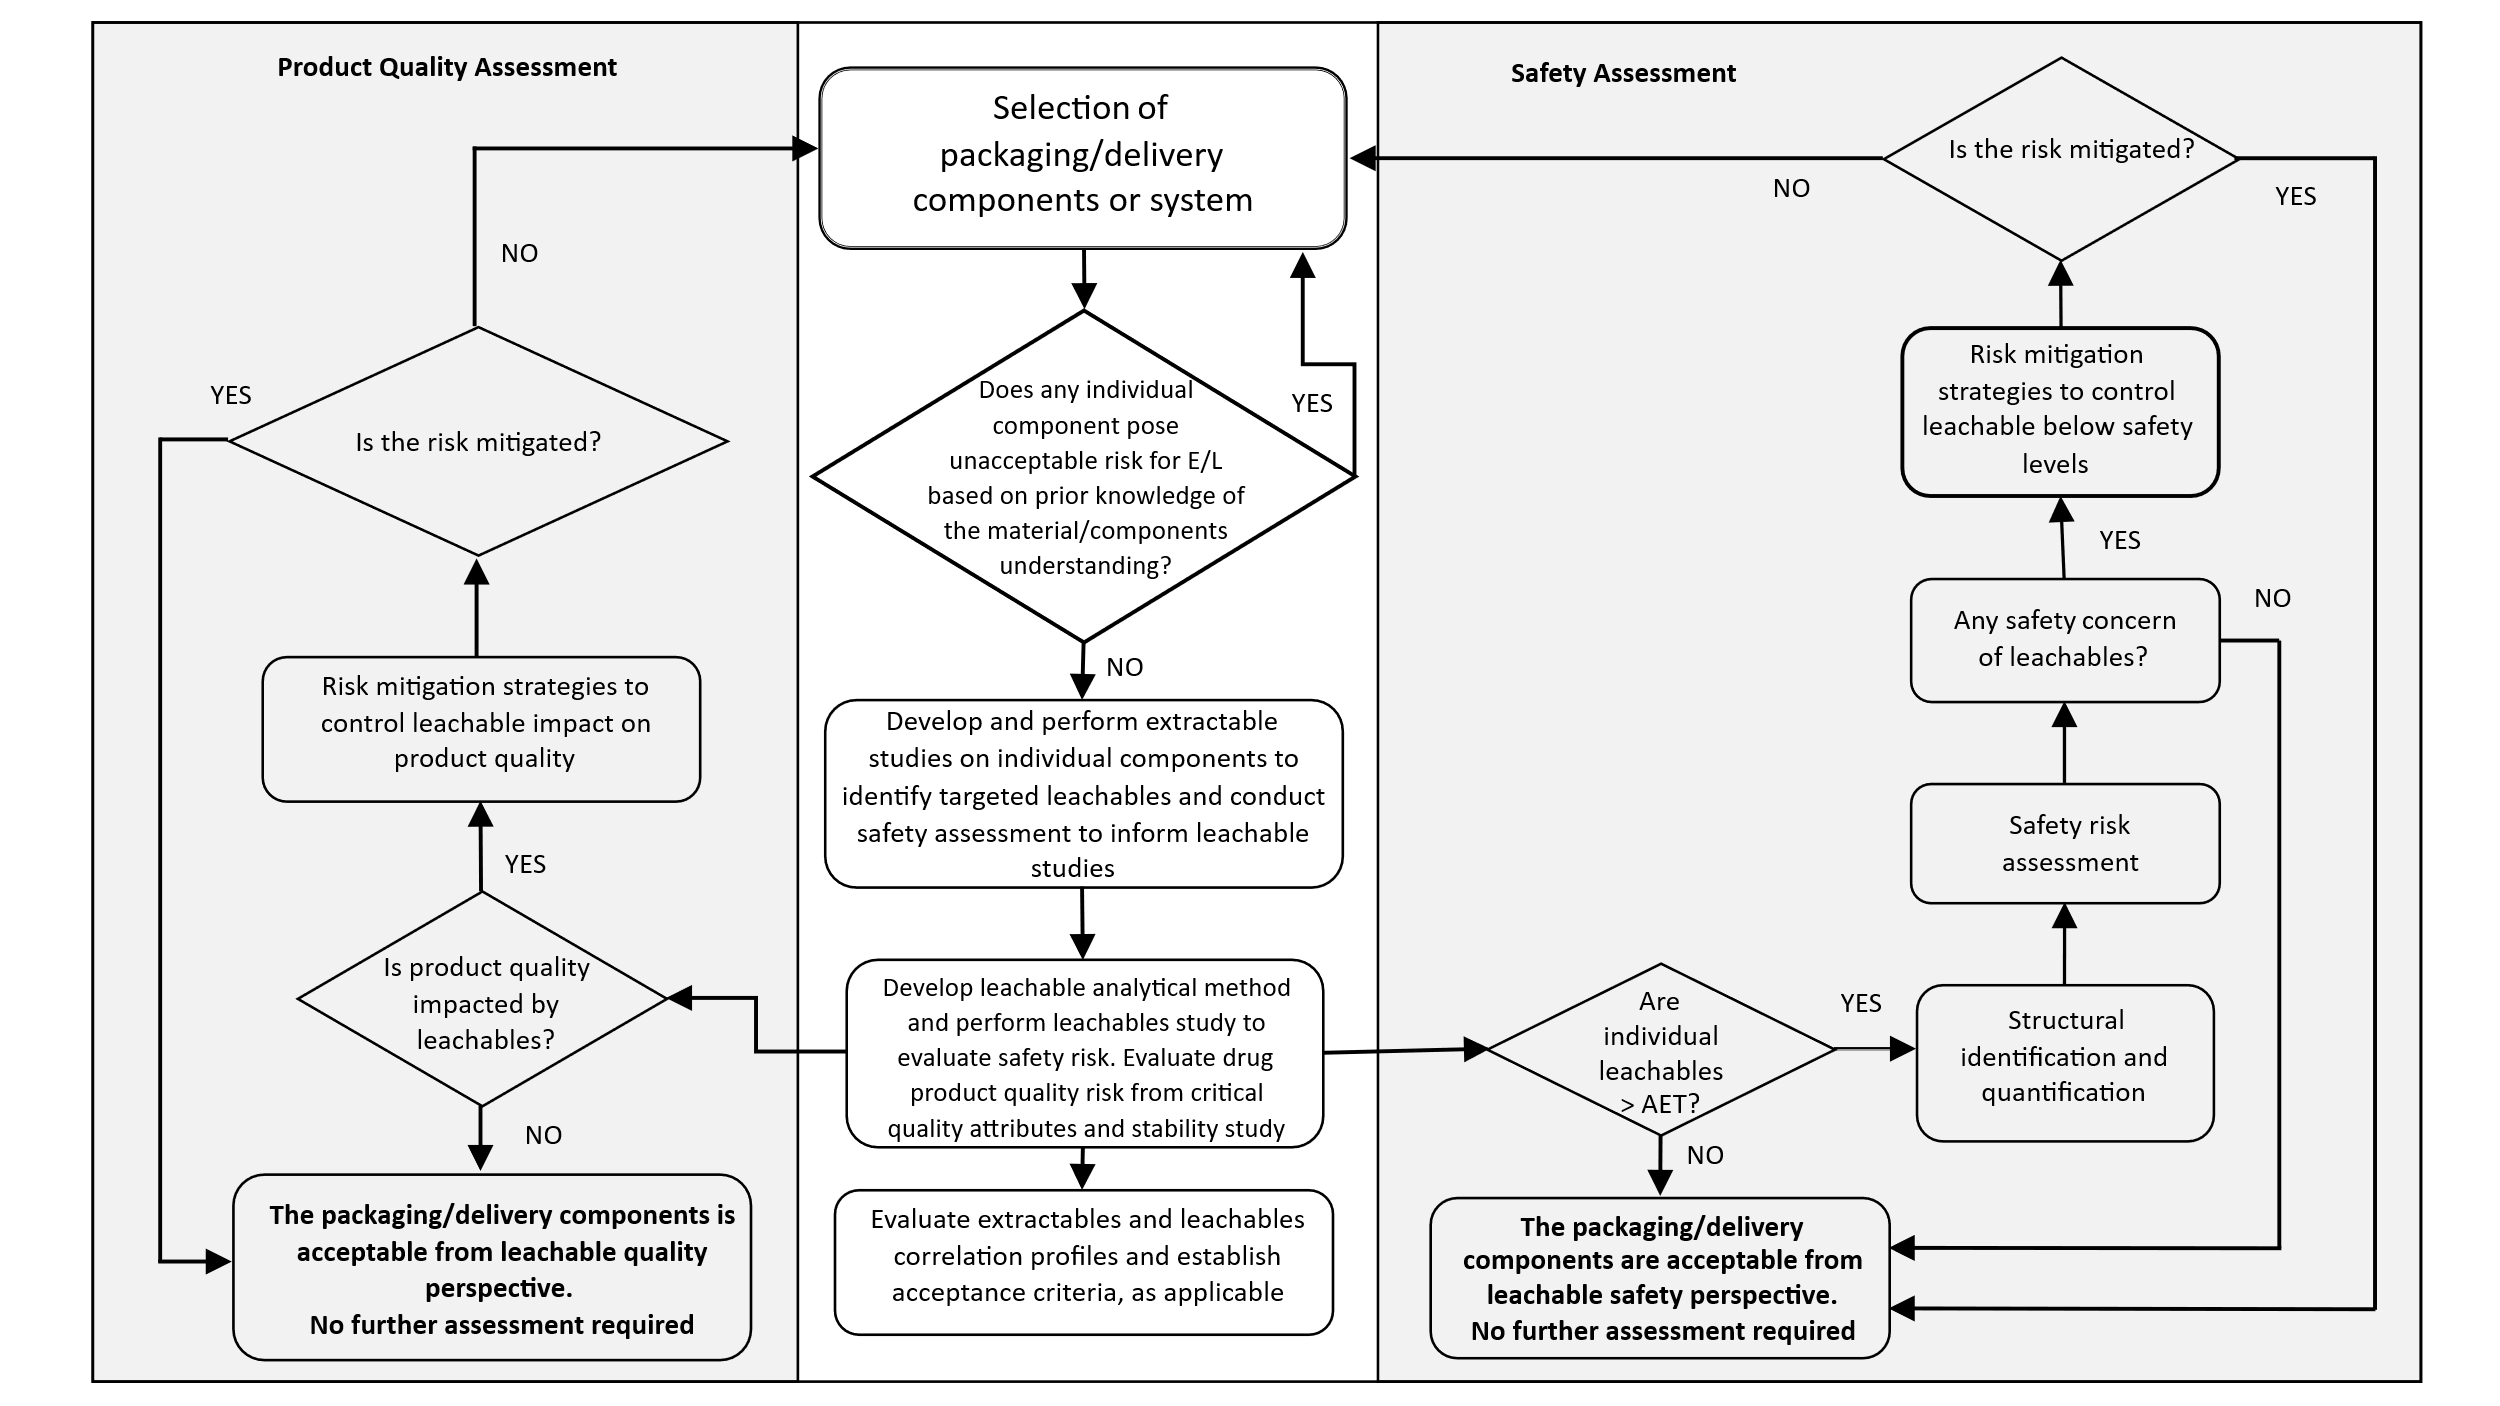 Product Quality Assessment
NO
YES
Is the risk mitigated?
Risk mitigation strategies to
control leachable impact on
product quality
YES
Is product quality
impacted by
leachables?
NO
The packaging/delivery components is
acceptable from leachable quality
perspective.
No further assessment required
Selection of
packaging/delivery
components or system
Does any individual
component pose
unacceptable risk for E/L
based on prior knowledge of
the material/components
understanding?
YES
NO
Develop and perform extractable
studies on individual components to
identify targeted leachables and conduct
safety assessment to inform leachable
studies
Develop leachable analytical method
and perform leachables study to
evaluate safety risk. Evaluate drug
product quality risk from critical
quality attributes and stability study
Evaluate extractables and leachables
correlation profiles and establish
acceptance criteria, as applicable
Safety Assessment
Is the risk mitigated?
NO
YES
Risk mitigation
strategies to control
leachable below safety
levels
YES
NO
Any safety concern
of leachables?
Safety risk
assessment
Are
individual
leachables
> AET?
YES
Structural
identification and
quantification
NO
The packaging/delivery
components are acceptable from
leachable safety perspective.
No further assessment required